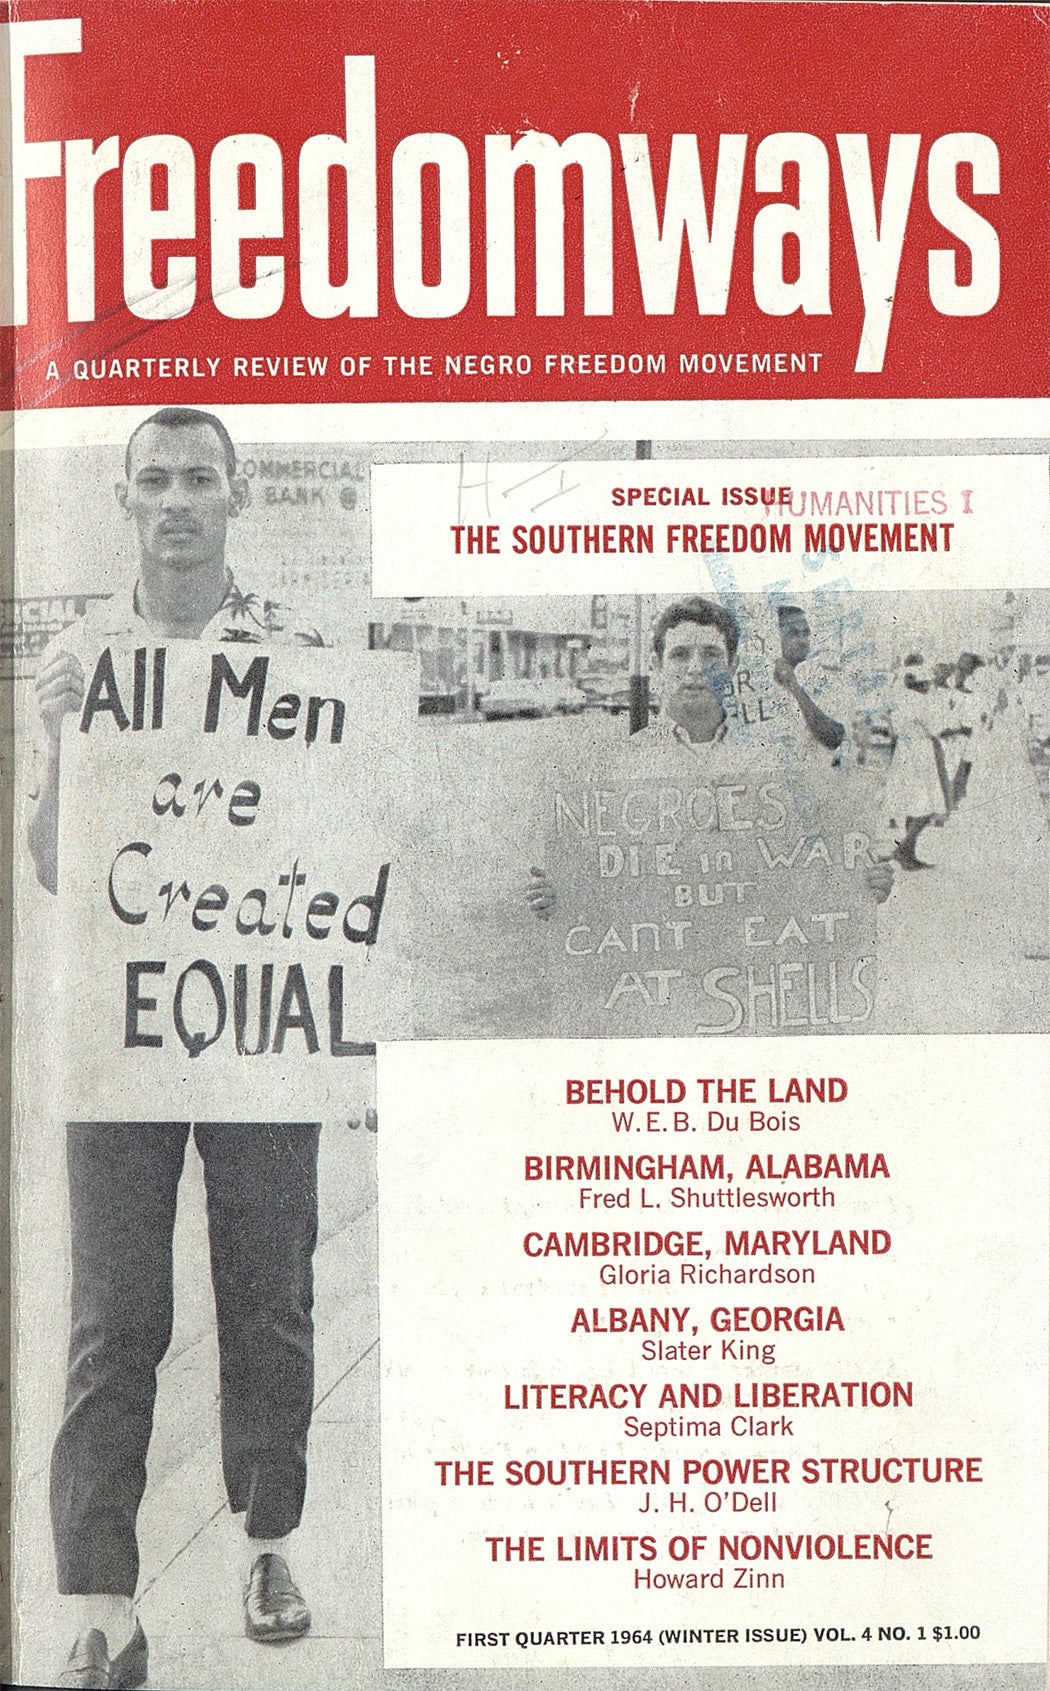 Freedomways
A QUARTERLY REVIEW OF THE NEGRO FREEDOM MOVEMENT
COMMERCIAL
BANK
SPECIAL ISSUE
HUMANITIES I
THE SOUTHERN FREEDOM MOVEMENT
All Men
are
Created
EQUAL
NEGROES
DIE in WAR
BUT
CANT EAT
AT SHELLS
BEHOLD THE LAND
W. E. B. Du Bois
BIRMINGHAM, ALABAMA
Fred L. Shuttlesworth
CAMBRIDGE, MARYLAND
Gloria Richardson
ALBANY, GEORGIA
Slater King
LITERACY AND LIBERATION
Septima Clark
THE SOUTHERN POWER STRUCTURE
J. H. O'Dell
THE LIMITS OF NONVIOLENCE
Howard Zinn
FIRST QUARTER 1964 (WINTER ISSUE) VOL. 4 NO. 1 $1.00